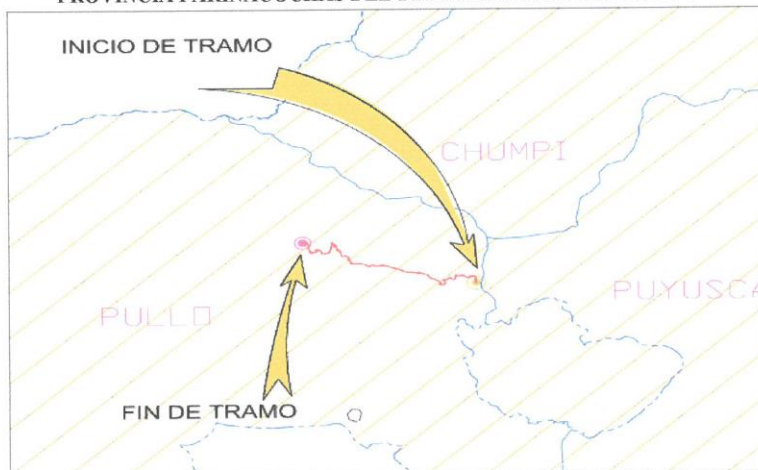 INICIO DE TRAMO
CHUMPI
PUYUSCA
PULLO
FIN DE TRAMO